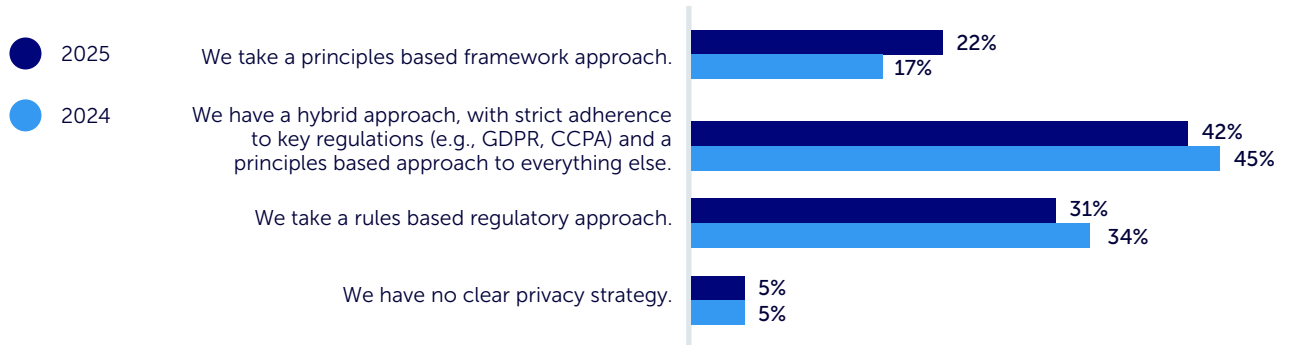 2025
2024
We take a principles based framework approach.
22%
17%
We have a hybrid approach, with strict adherence
to key regulations (e.g., GDPR, CCPA) and a
principles based approach to everything else.
42%
45%
We take a rules based regulatory approach.
31%
34%
We have no clear privacy strategy.
5%
5%